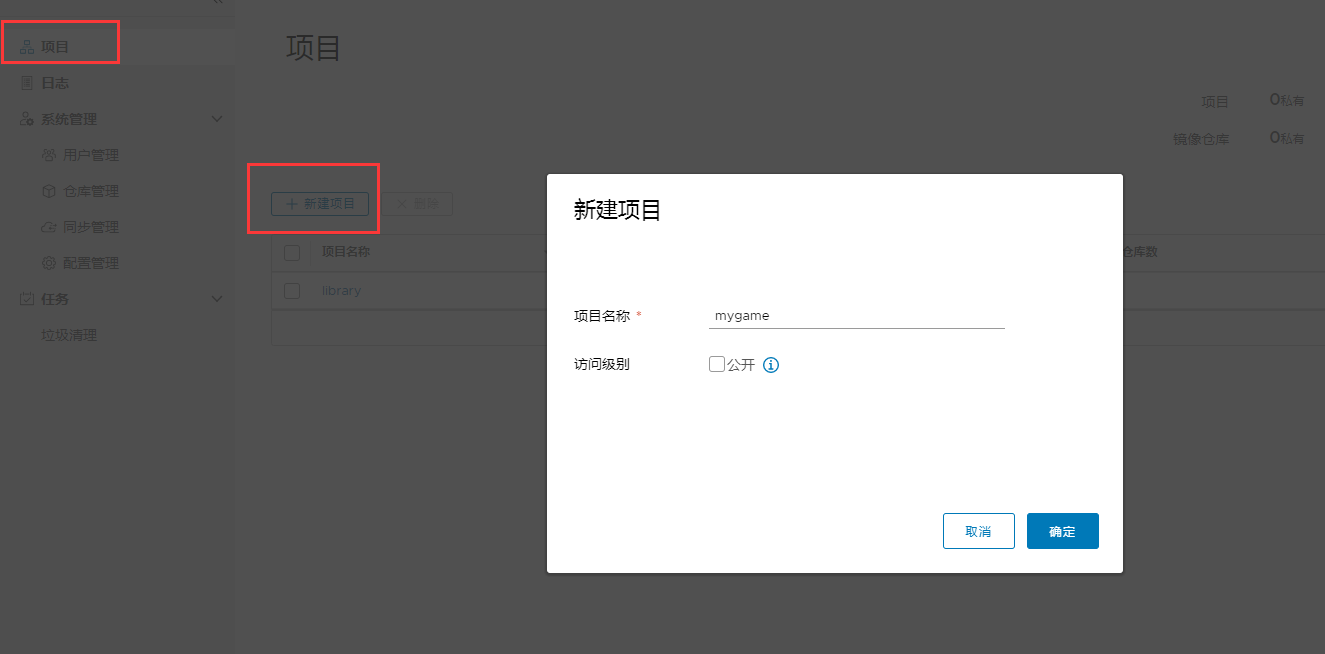 项目
日志
系统管理
用户管理
仓库管理
同步管理
配置管理
任务
垃圾清理
项目
项目 0私有
镜像仓库 0私有
新建项目 删除
项目名称 仓库数
library
新建项目
项目名称 * mygame
访问级别 公开
取消 确定